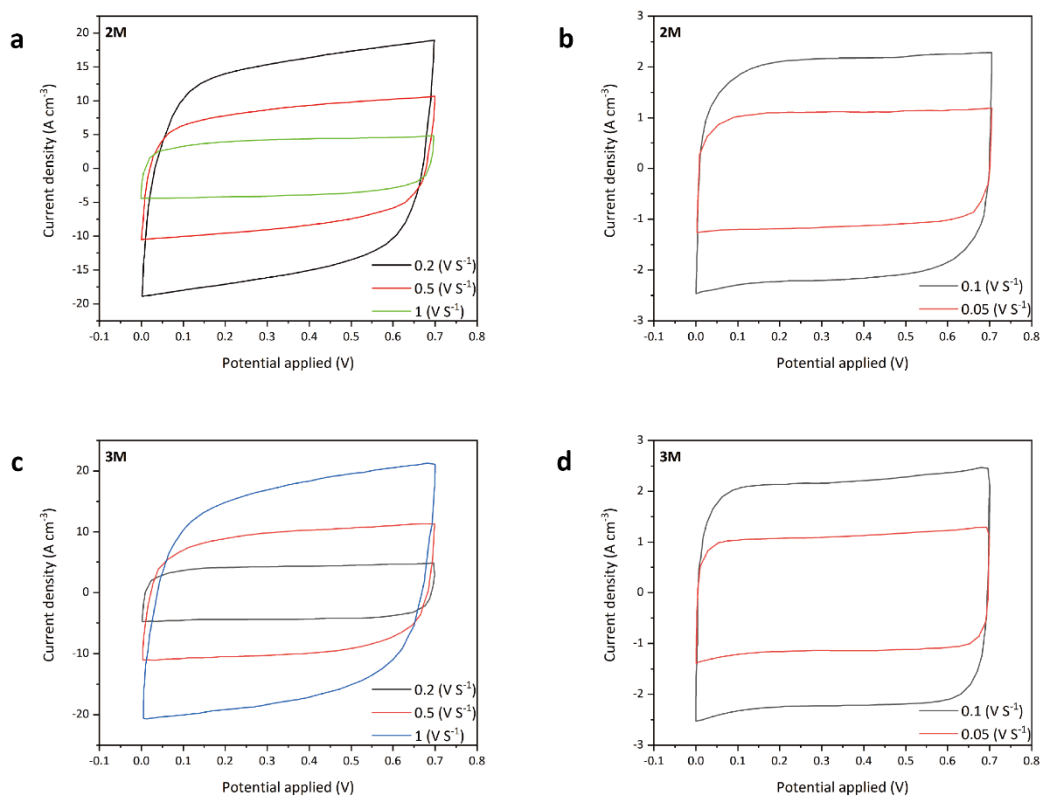 a
2M
Current density (A cm-3)
20
15
10
5
0
-5
-10
-15
-20
0.2 (V S-1)
0.5 (V S-1)
1 (V S-1)
-0.1 0.0 0.1 0.2 0.3 0.4 0.5 0.6 0.7 0.8
Potential applied (V)
b
2M
Current density (A cm-3)
3
2
1
0
-1
-2
-3
0.1 (V S-1)
0.05 (V S-1)
-0.1 0.0 0.1 0.2 0.3 0.4 0.5 0.6 0.7 0.8
Potential applied (V)
c
3M
Current density (A cm-3)
20
10
0
-10
-20
0.2 (V S-1)
0.5 (V S-1)
1 (V S-1)
-0.1 0.0 0.1 0.2 0.3 0.4 0.5 0.6 0.7 0.8
Potential applied (V)
d
3M
Current density (A cm-3)
3
2
1
0
-1
-2
-3
0.1 (V S-1)
0.05 (V S-1)
-0.1 0.0 0.1 0.2 0.3 0.4 0.5 0.6 0.7 0.8
Potential applied (V)